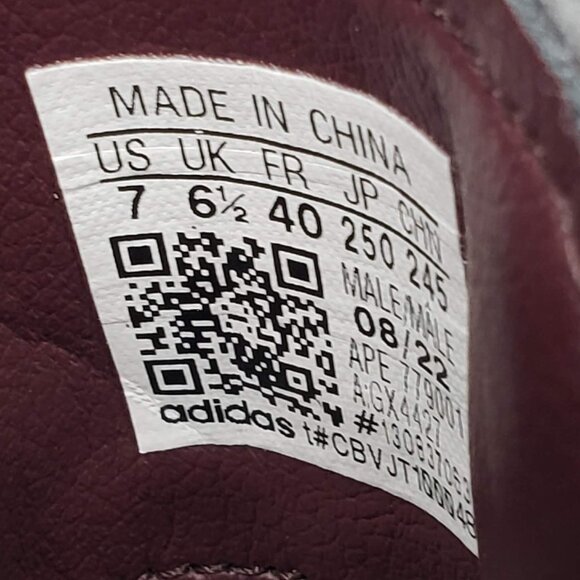 MADE IN CHINA
US UK FR JP CHN
7 6½ 40 250 245
MALE/MALE
08/22
APE 779001
A:GX4427
#
adidas t#CBVJT1000048